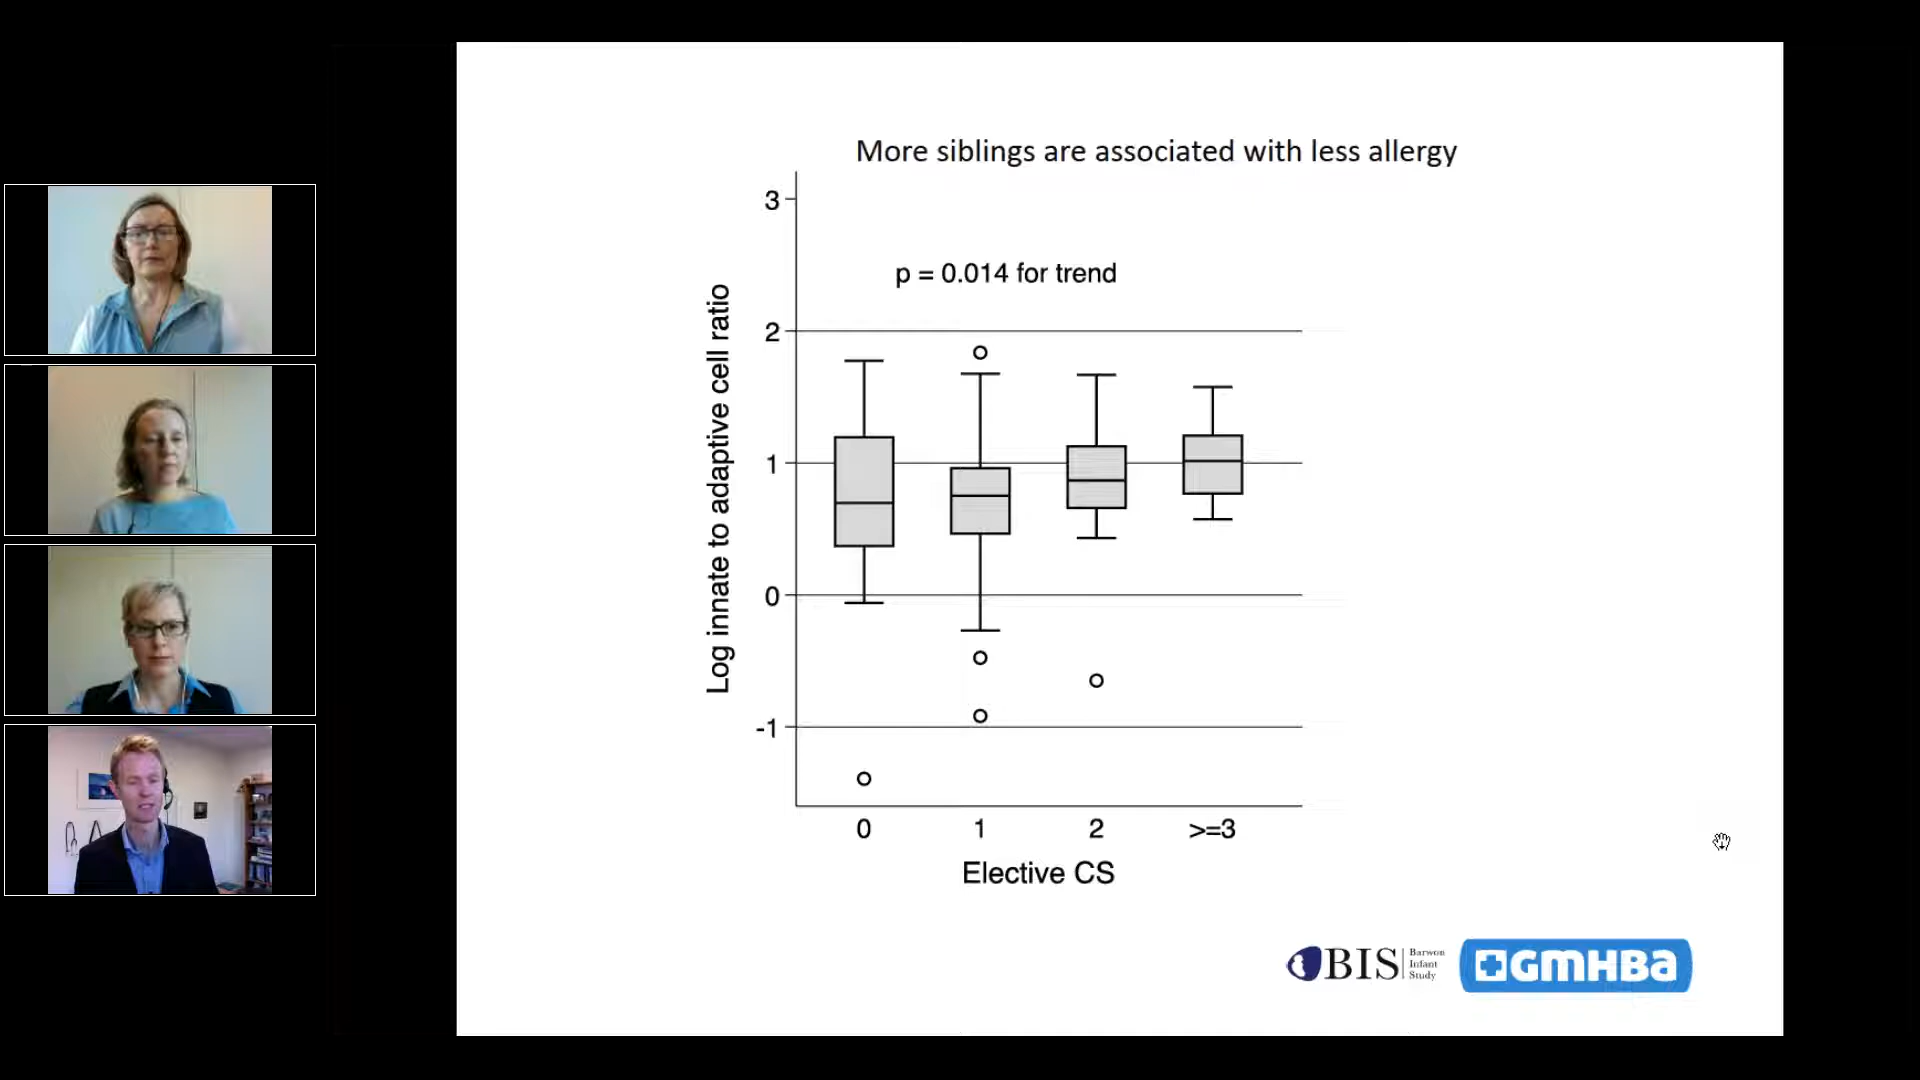 More siblings are associated with less allergy
3
p = 0.014 for trend
2
1
0
-1
Log innate to adaptive cell ratio
0 1 2 >=3
Elective CS
BIS
Barwon
Infant
Study
GMHBA